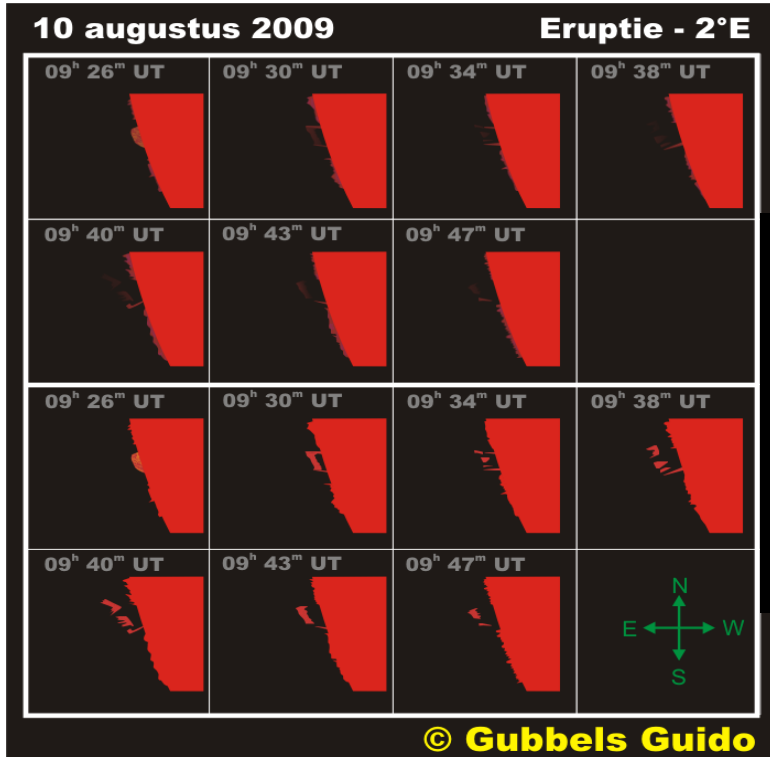 10 augustus 2009 Eruptie - 2°E
09ʰ 26ᵐ UT 09ʰ 30ᵐ UT 09ʰ 34ᵐ UT 09ʰ 38ᵐ UT
09ʰ 40ᵐ UT 09ʰ 43ᵐ UT 09ʰ 47ᵐ UT
09ʰ 26ᵐ UT 09ʰ 30ᵐ UT 09ʰ 34ᵐ UT 09ʰ 38ᵐ UT
09ʰ 40ᵐ UT 09ʰ 43ᵐ UT 09ʰ 47ᵐ UT
N
E W
S
© Gubbels Guido